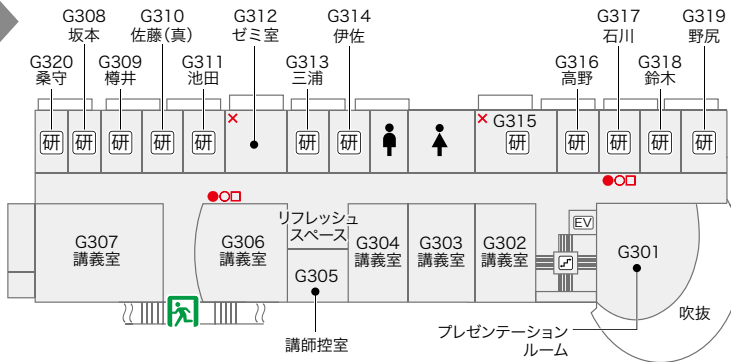 G308
坂本
G310
佐藤(真)
G312
ゼミ室
G314
伊佐
G317
石川
G319
野尻
G320
桑守
G309
樽井
G311
池田
G313
三浦
G316
高野
G318
鈴木
研
研
研
研
研
研
研
G315
研
研
研
研
研
リフレッシュ
スペース
EV
G307
講義室
G306
講義室
G304
講義室
G303
講義室
G302
講義室
G301
G305
講師控室
プレゼンテーション
ルーム
吹抜